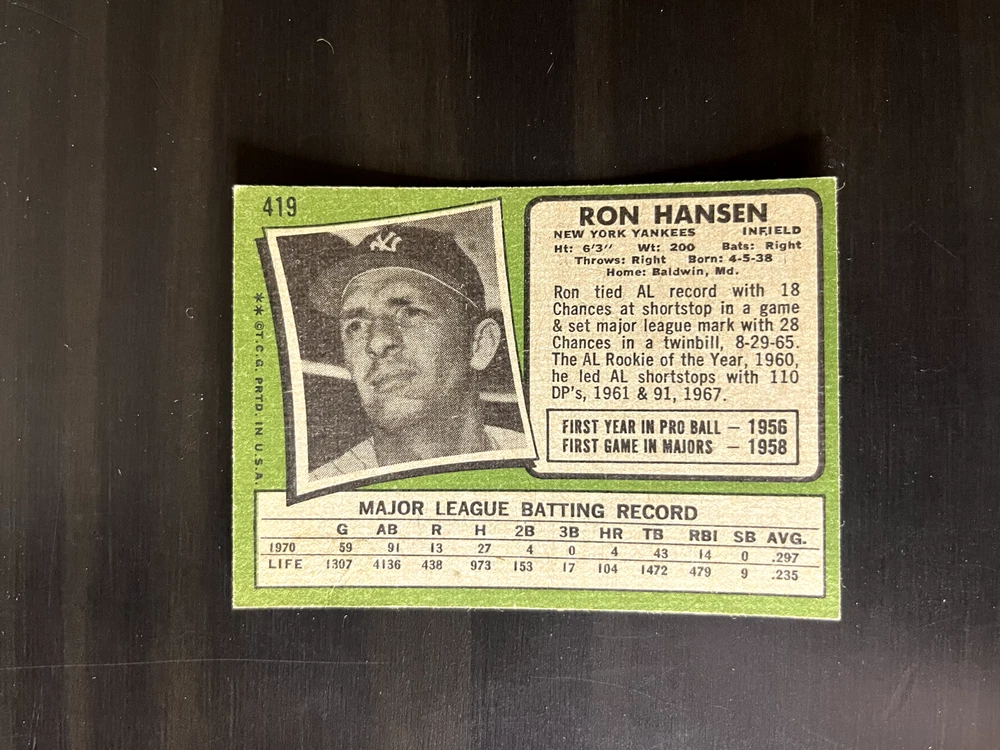 419
NY
** ©T.C.G. PRTD. IN U.S.A.
RON HANSEN
NEW YORK YANKEES INFIELD
Ht: 6'3" Wt: 200 Bats: Right
Throws: Right Born: 4-5-38
Home: Baldwin, Md.
Ron tied AL record with 18
Chances at shortstop in a game
& set major league mark with 28
Chances in a twinbill, 8-29-65.
The AL Rookie of the Year, 1960,
he led AL shortstops with 110
DP's, 1961 & 91, 1967.
FIRST YEAR IN PRO BALL — 1956
FIRST GAME IN MAJORS — 1958
MAJOR LEAGUE BATTING RECORD
G AB R H 2B 3B HR TB RBI SB AVG.
1970 59 91 13 27 4 0 4 43 14 0 .297
LIFE 1307 4136 438 973 153 17 104 1472 479 9 .235